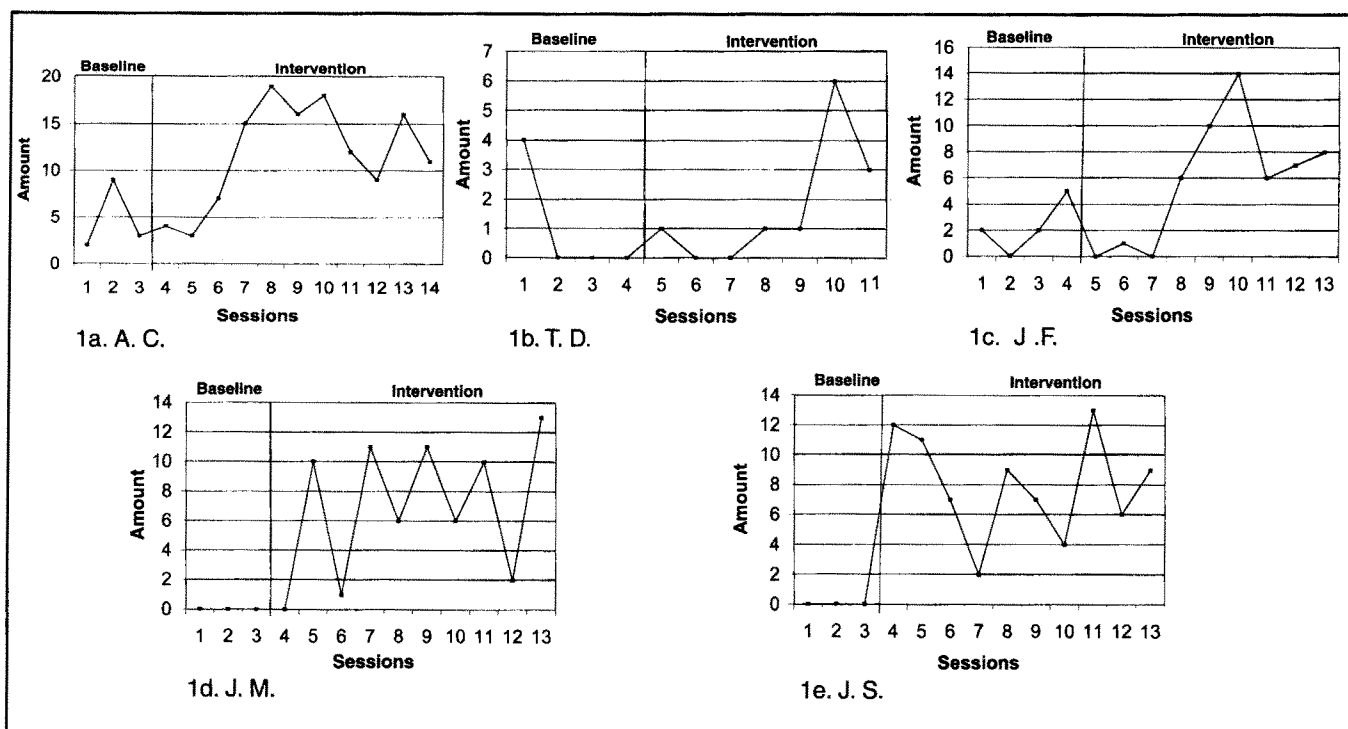 Baseline Intervention
20
15
10
5
0
Amount
1 2 3 4 5 6 7 8 9 10 11 12 13 14
Sessions
1a. A. C.
Baseline Intervention
7
6
5
4
3
2
1
0
Amount
1 2 3 4 5 6 7 8 9 10 11
Sessions
1b. T. D.
Baseline Intervention
16
14
12
10
8
6
4
2
0
Amount
1 2 3 4 5 6 7 8 9 10 11 12 13
Sessions
1c. J .F.
Baseline Intervention
14
12
10
8
6
4
2
0
Amount
1 2 3 4 5 6 7 8 9 10 11 12 13
Sessions
1d. J. M.
Baseline Intervention
14
12
10
8
6
4
2
0
Amount
1 2 3 4 5 6 7 8 9 10 11 12 13
Sessions
1e. J. S.